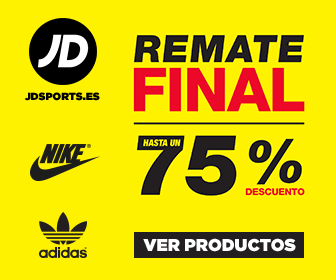 JD
JDSPORTS.ES
NIKE
adidas
REMATE
FINAL
HASTA UN
75%
DESCUENTO
VER PRODUCTOS